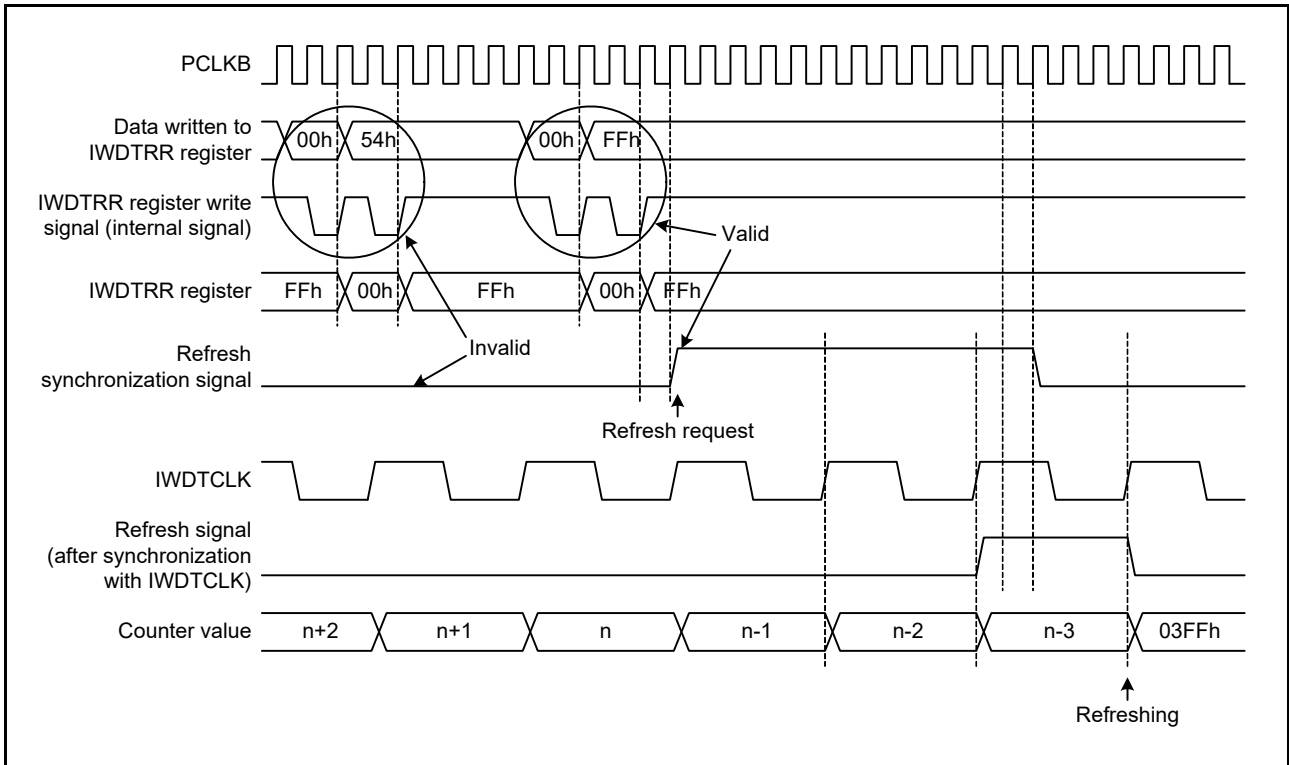 PCLKB
Data written to
IWDTRR register
00h 54h 00h FFh
IWDTRR register write
signal (internal signal)
Valid
IWDTRR register
FFh 00h FFh 00h FFh
Invalid
Refresh
synchronization signal
Refresh request
IWDTCLK
Refresh signal
(after synchronization
with IWDTCLK)
Counter value
n+2 n+1 n n-1 n-2 n-3 03FFh
Refreshing